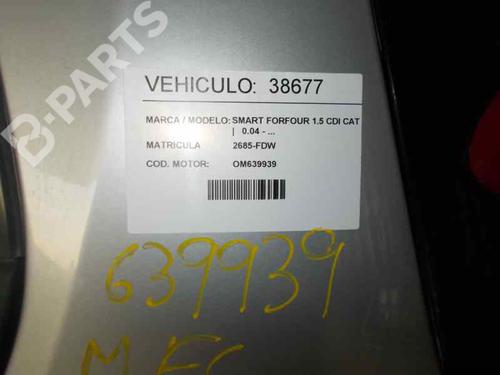 B-PARTS
VEHICULO: 38677
MARCA / MODELO: SMART FORFOUR 1.5 CDI CAT
| 0.04 - ...
MATRICULA 2685-FDW
COD. MOTOR: OM639939
639939